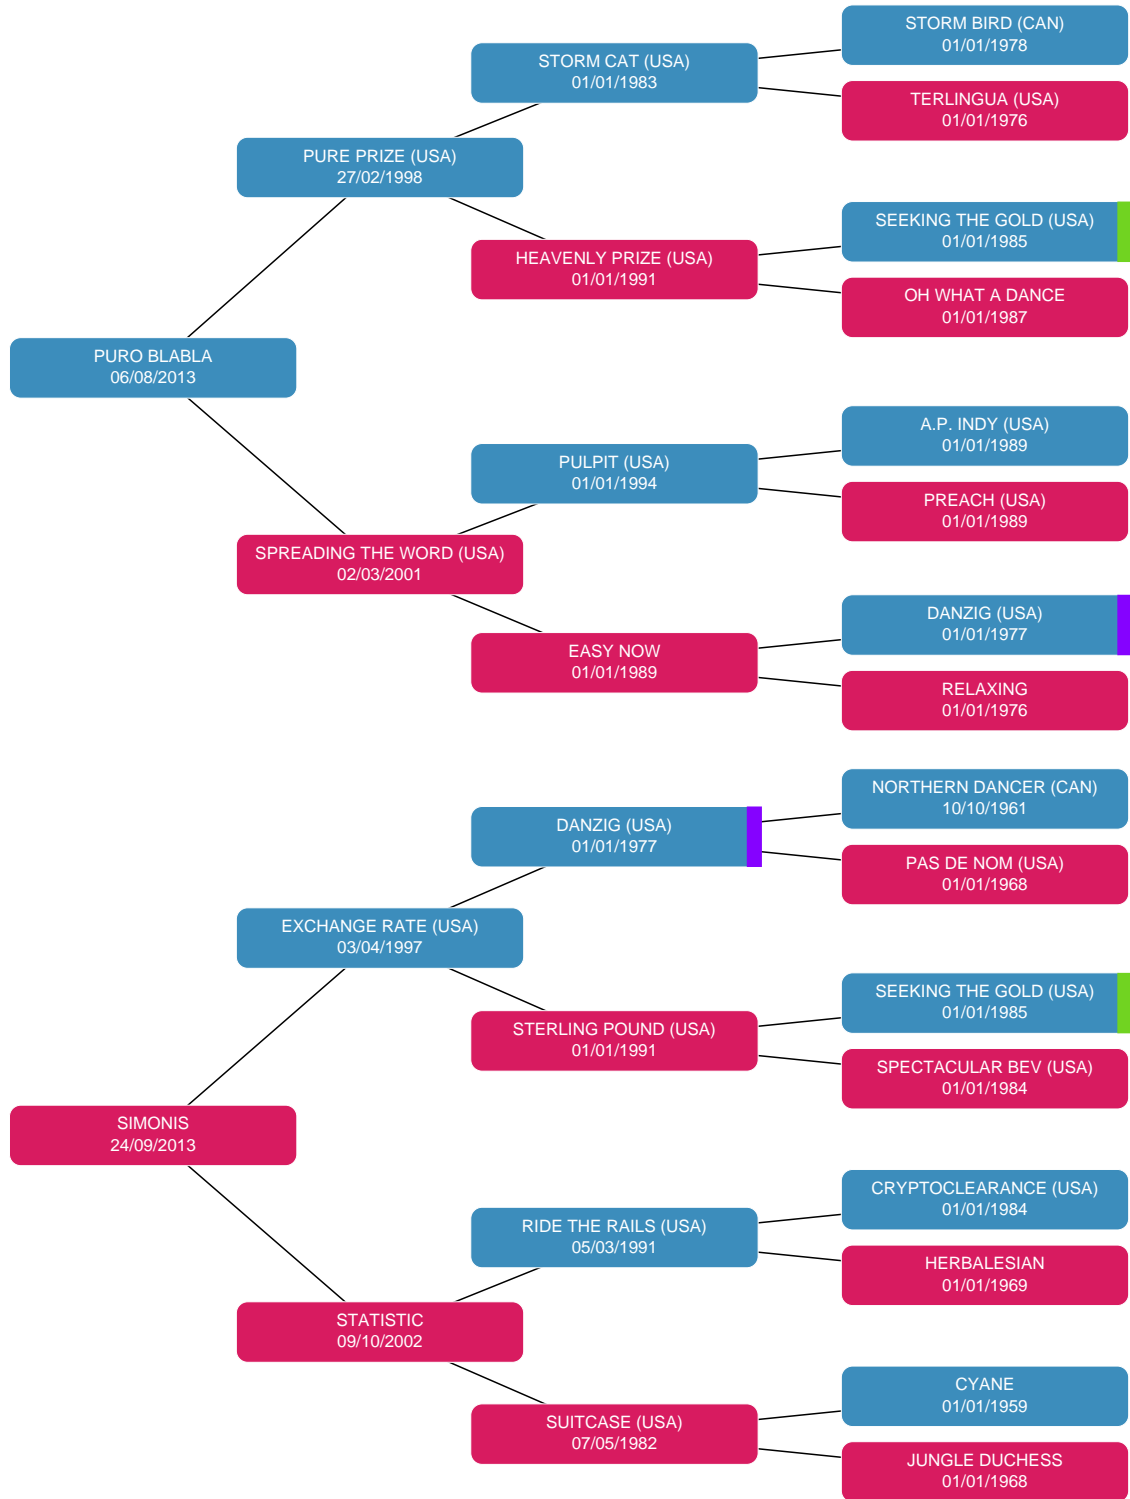 STORM BIRD (CAN)
01/01/1978
STORM CAT (USA)
01/01/1983
TERLINGUA (USA)
01/01/1976
PURE PRIZE (USA)
27/02/1998
SEEKING THE GOLD (USA)
01/01/1985
HEAVENLY PRIZE (USA)
01/01/1991
OH WHAT A DANCE
01/01/1987
PURO BLABLA
06/08/2013
A.P. INDY (USA)
01/01/1989
PULPIT (USA)
01/01/1994
PREACH (USA)
01/01/1989
SPREADING THE WORD (USA)
02/03/2001
DANZIG (USA)
01/01/1977
EASY NOW
01/01/1989
RELAXING
01/01/1976
NORTHERN DANCER (CAN)
10/10/1961
DANZIG (USA)
01/01/1977
PAS DE NOM (USA)
01/01/1968
EXCHANGE RATE (USA)
03/04/1997
SEEKING THE GOLD (USA)
01/01/1985
STERLING POUND (USA)
01/01/1991
SPECTACULAR BEV (USA)
01/01/1984
SIMONIS
24/09/2013
CRYPTOCLEARANCE (USA)
01/01/1984
RIDE THE RAILS (USA)
05/03/1991
HERBALESIAN
01/01/1969
STATISTIC
09/10/2002
CYANE
01/01/1959
SUITCASE (USA)
07/05/1982
JUNGLE DUCHESS
01/01/1968